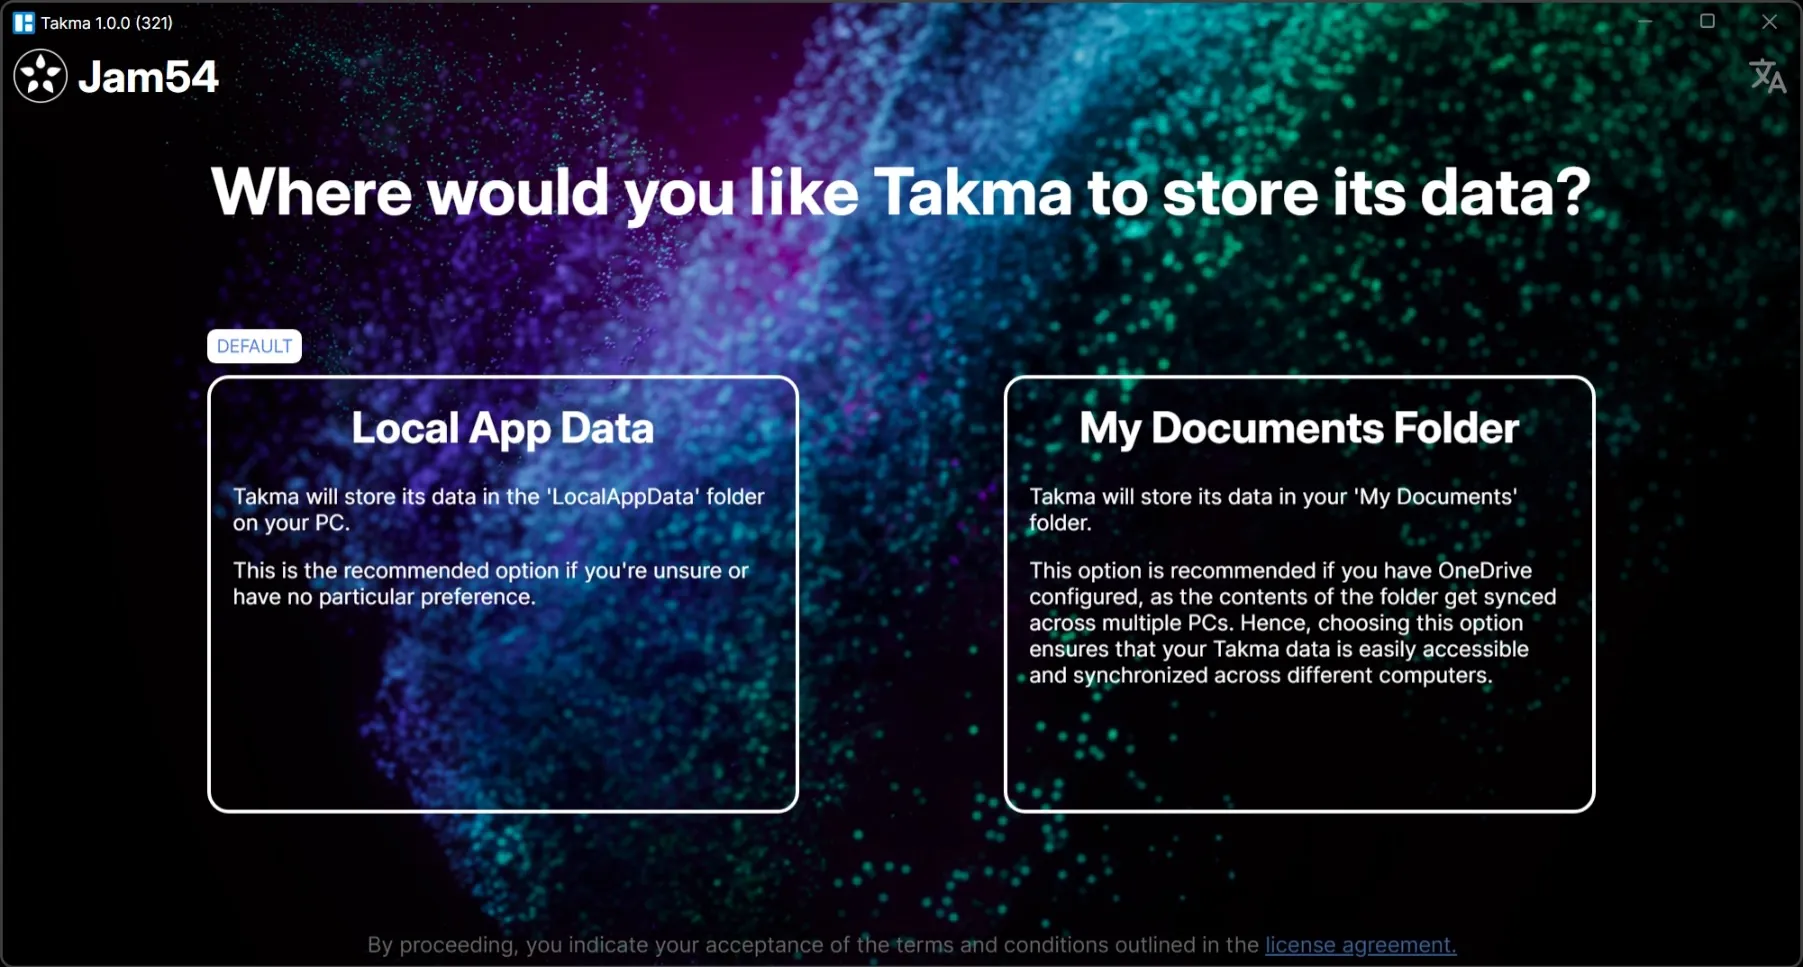 Takma 1.0.0 (321)
Jam54
Where would you like Takma to store its data?
DEFAULT
Local App Data
Takma will store its data in the 'LocalAppData' folder
on your PC.
This is the recommended option if you're unsure or
have no particular preference.
My Documents Folder
Takma will store its data in your 'My Documents'
folder.
This option is recommended if you have OneDrive
configured, as the contents of the folder get synced
across multiple PCs. Hence, choosing this option
ensures that your Takma data is easily accessible
and synchronized across different computers.
By proceeding, you indicate your acceptance of the terms and conditions outlined in the license agreement.